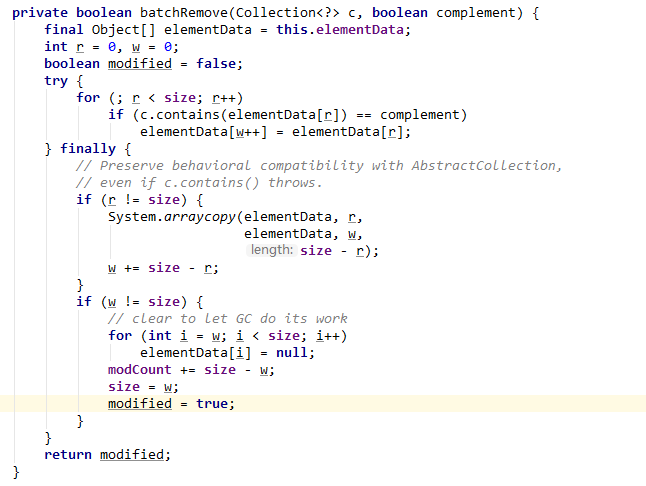 private boolean batchRemove(Collection<?> c, boolean complement) {
    final Object[] elementData = this.elementData;
    int r = 0, w = 0;
    boolean modified = false;
    try {
        for (; r < size; r++)
            if (c.contains(elementData[r]) == complement)
                elementData[w++] = elementData[r];
    } finally {
        // Preserve behavioral compatibility with AbstractCollection,
        // even if c.contains() throws.
        if (r != size) {
            System.arraycopy(elementData, r,
                             elementData, w,
                             length: size - r);
            w += size - r;
        }
        if (w != size) {
            // clear to let GC do its work
            for (int i = w; i < size; i++)
                elementData[i] = null;
            modCount += size - w;
            size = w;
            modified = true;
        }
    }
    return modified;
}